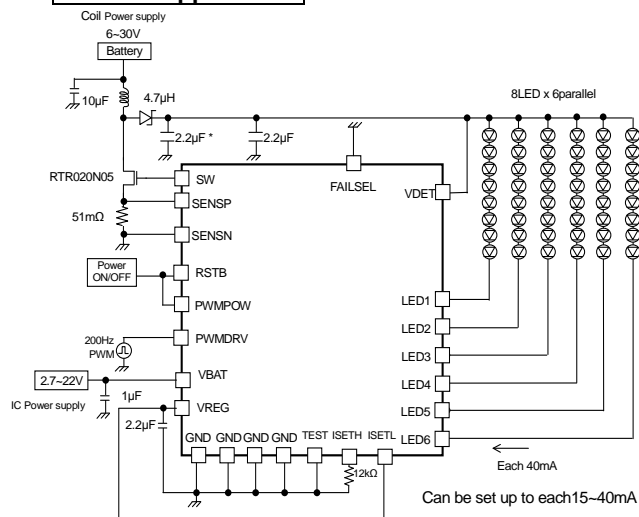 Coil Power supply
6~30V
Battery
10µF
4.7µH
2.2µF *
2.2µF
8LED x 6parallel
RTR020N05
SW
FAILSEL
VDET
SENSP
51mΩ
SENSN
Power
ON/OFF
RSTB
PWMPOW
LED1
LED2
200Hz
PWM
PWMDRV
LED3
2.7~22V
VBAT
LED4
IC Power supply
1µF
VREG
LED5
2.2µF
GND GND GND GND TEST ISETH ISETL
LED6
12kΩ
Each 40mA
Can be set up to each15~40mA